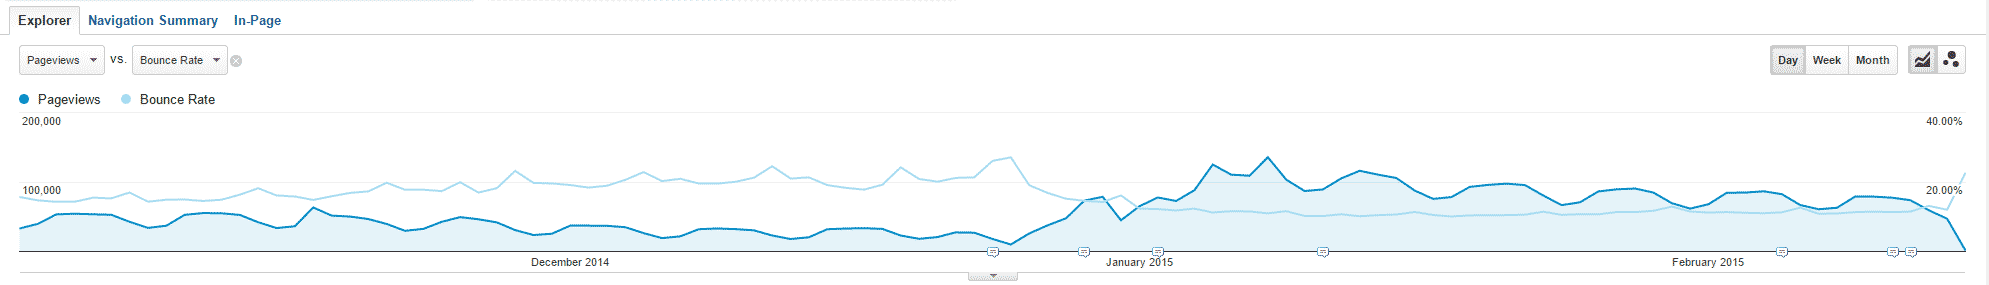 Explorer Navigation Summary In-Page
Pageviews VS. Bounce Rate Day Week Month
Pageviews Bounce Rate
200,000 40.00%
100,000 20.00%
December 2014 January 2015 February 2015